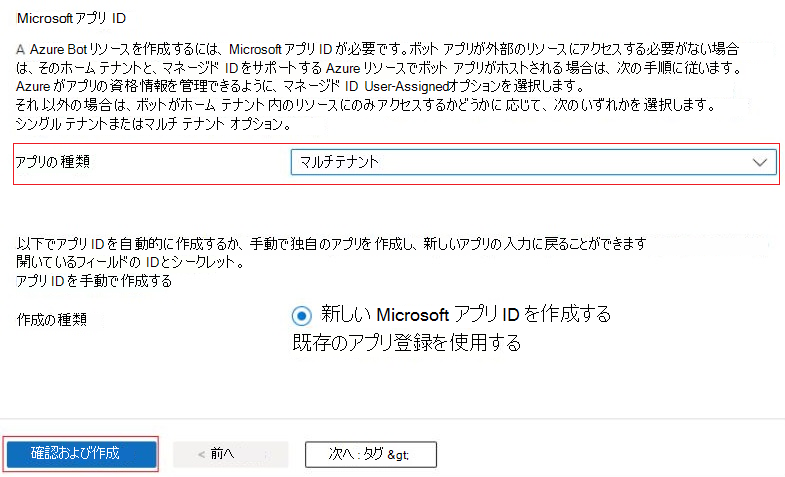 Microsoft アプリ ID
A Azure Bot リソースを作成するには、Microsoft アプリ ID が必要です。ボット アプリが外部のリソースにアクセスする必要がない場合
は、そのホーム テナントと、マネージド ID をサポートする Azure リソースでボット アプリがホストされる場合は、次の手順に従います。
Azure がアプリの資格情報を管理できるように、マネージド ID User-Assignedオプションを選択します。
それ以外の場合は、ボットがホーム テナント内のリソースにのみアクセスするかどうかに応じて、次のいずれかを選択します。
シングル テナントまたはマルチ テナント オプション。
アプリの種類 マルチテナント
以下でアプリ ID を自動的に作成するか、手動で独自のアプリを作成し、新しいアプリの入力に戻ることができます
開いているフィールドの ID とシークレット。
アプリ ID を手動で作成する
作成の種類 新しい Microsoft アプリ ID を作成する
既存のアプリ登録を使用する
確認および作成 < 前へ 次へ : タグ &gt;